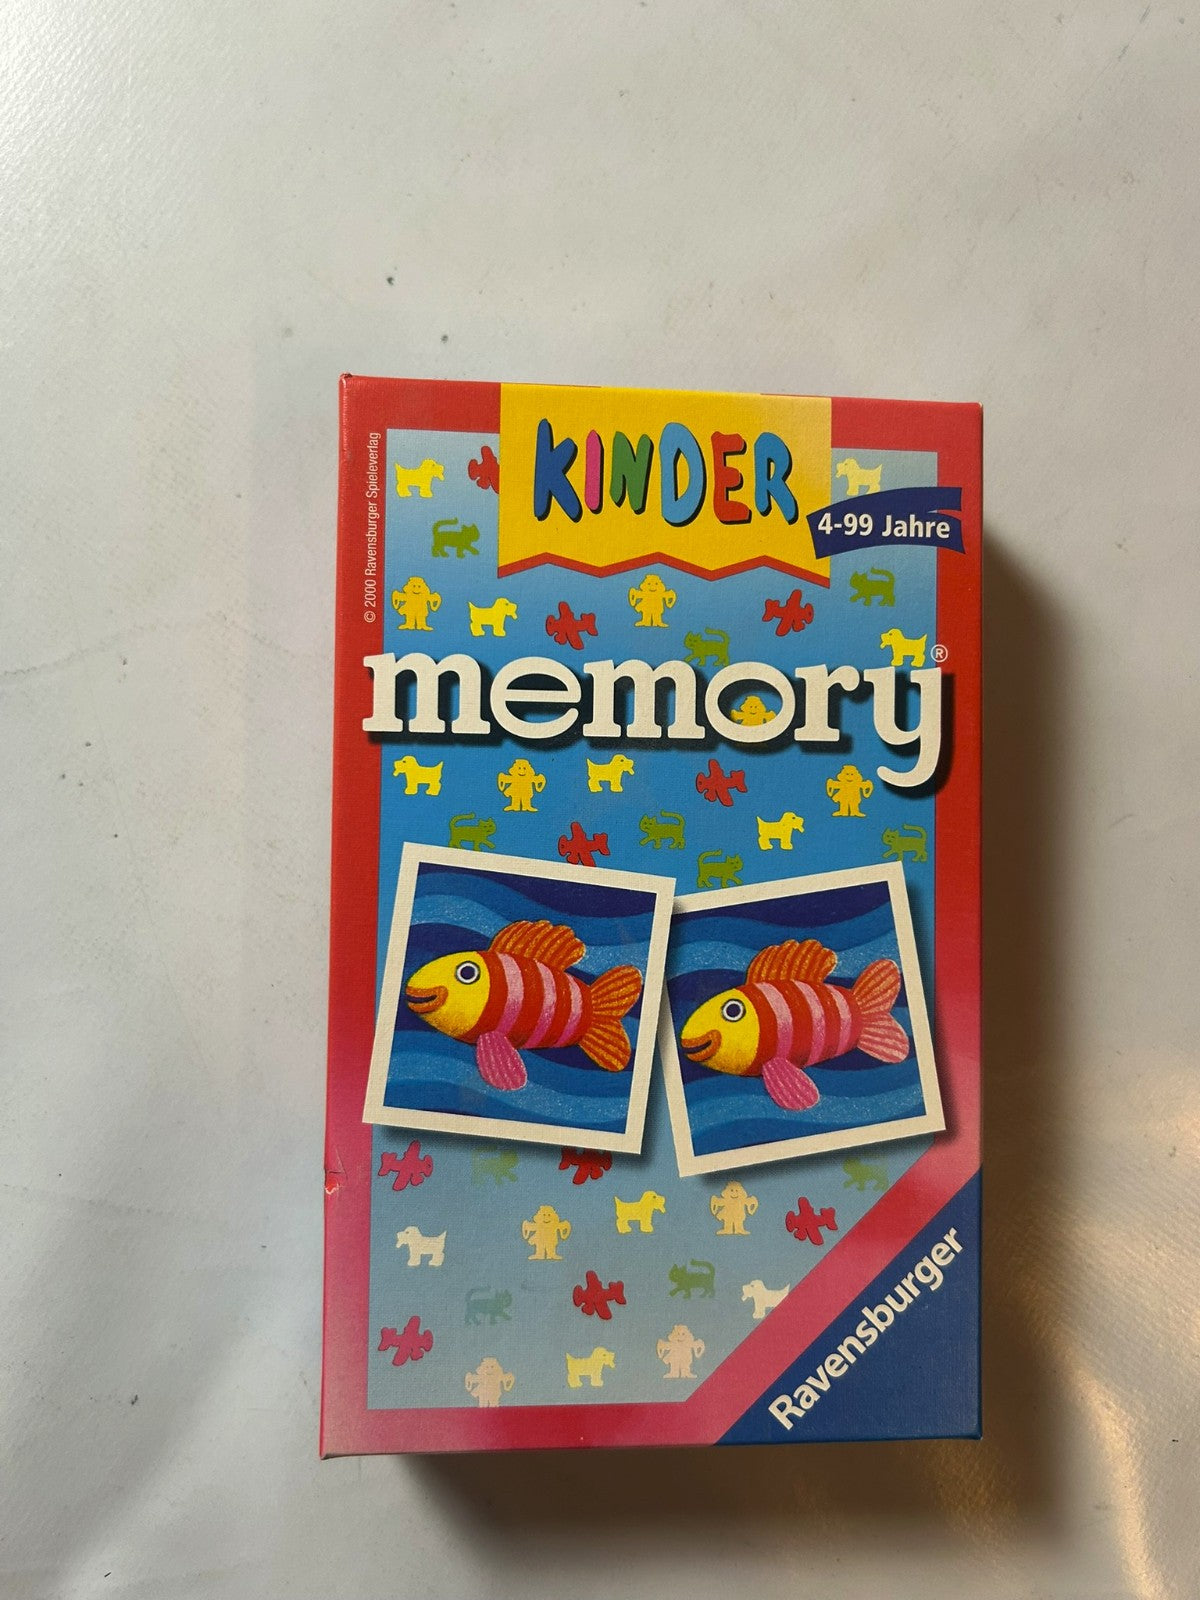 KINDER
4-99 Jahre
© 2000 Ravensburger Spieleverlag
memory®
Ravensburger